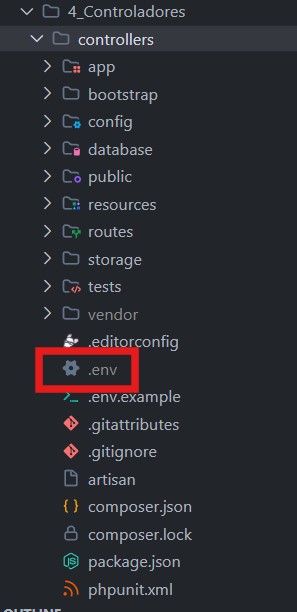 4_Controladores
controllers
app
bootstrap
config
database
public
resources
routes
storage
tests
vendor
.editorconfig
.env
.env.example
.gitattributes
.gitignore
artisan
composer.json
composer.lock
package.json
phpunit.xml